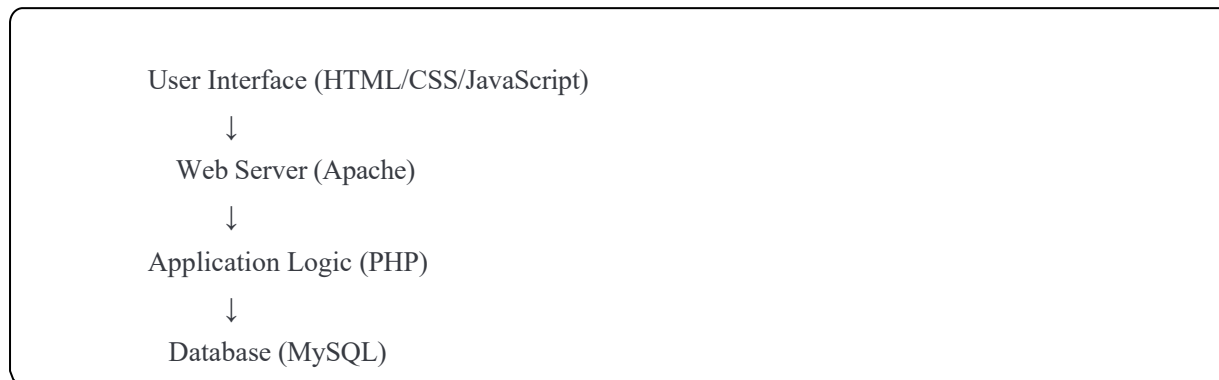 User Interface (HTML/CSS/JavaScript)
↓
Web Server (Apache)
↓
Application Logic (PHP)
↓
Database (MySQL)